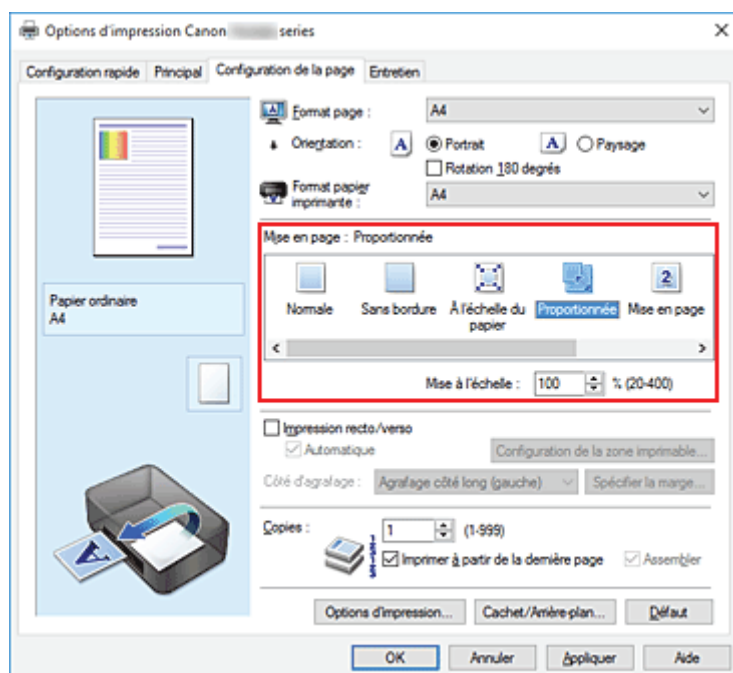 Options d'impression Canon series
Configuration rapide Principal Configuration de la page Entretien
Format page : A4
Orientation : A Portrait A Paysage
Rotation 180 degrés
Format papier imprimante : A4
Mise en page : Proportionnée
Normale Sans bordure À l'échelle du papier Proportionnée 2 Mise en page
Mise à l'échelle : 100 % (20-400)
Papier ordinaire
A4
Impression recto/verso
Automatique Configuration de la zone imprimable...
Côté d'agrafage : Agrafage côté long (gauche) Spécifier la marge...
Copies : 1 (1-999)
Imprimer à partir de la dernière page Assembler
A
Options d'impression... Cachet/Arrière-plan... Défaut
OK Annuler Appliquer Aide